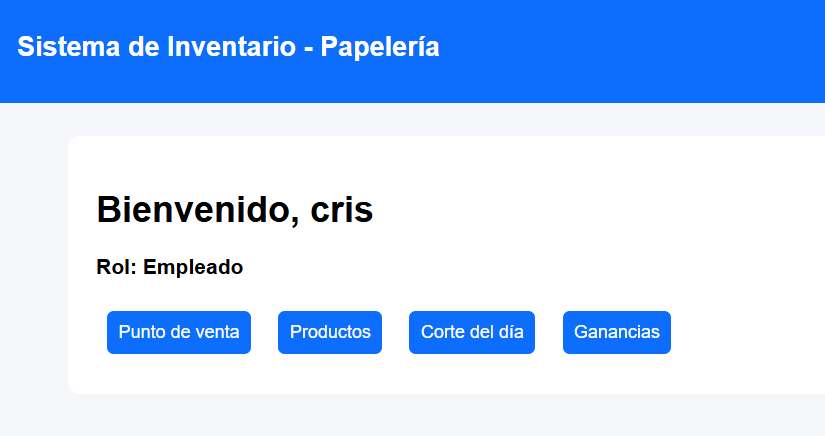 Sistema de Inventario - Papelería
Bienvenido, cris
Rol: Empleado
Punto de venta Productos Corte del día Ganancias